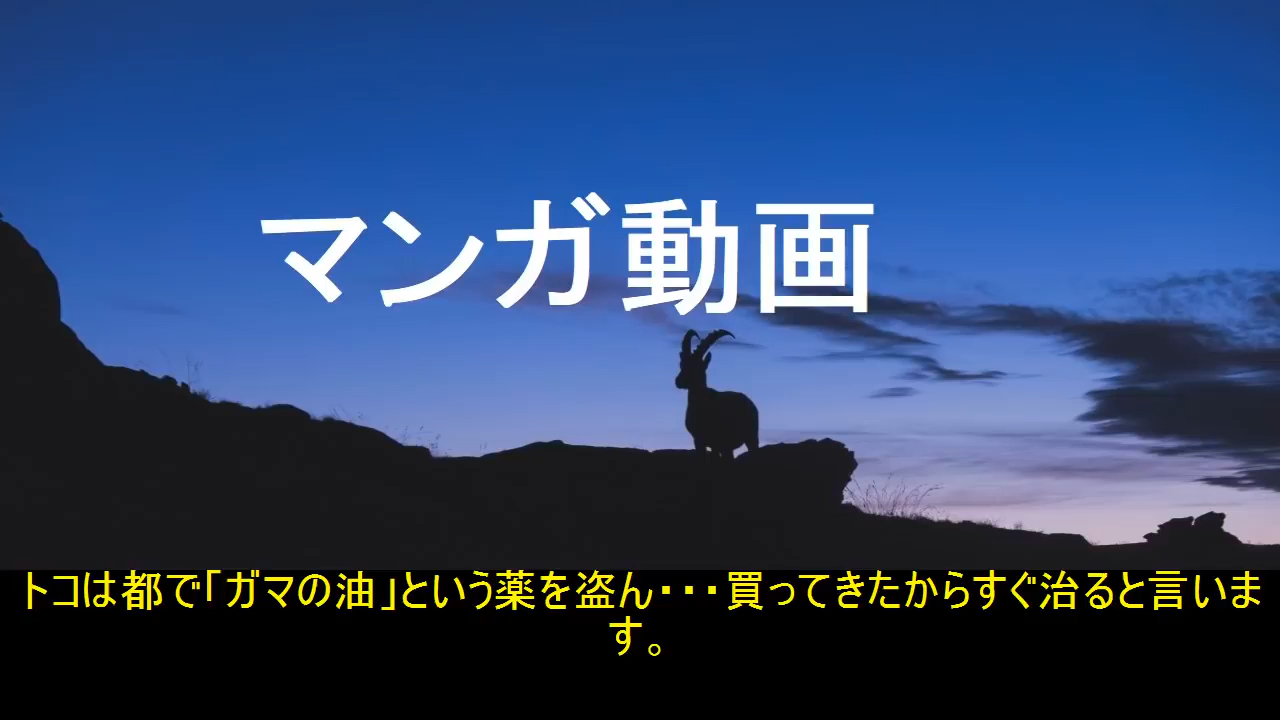 マンガ動画
トコは都で「ガマの油」という薬を盗ん・・・買ってきたからすぐ治ると言いま
す。